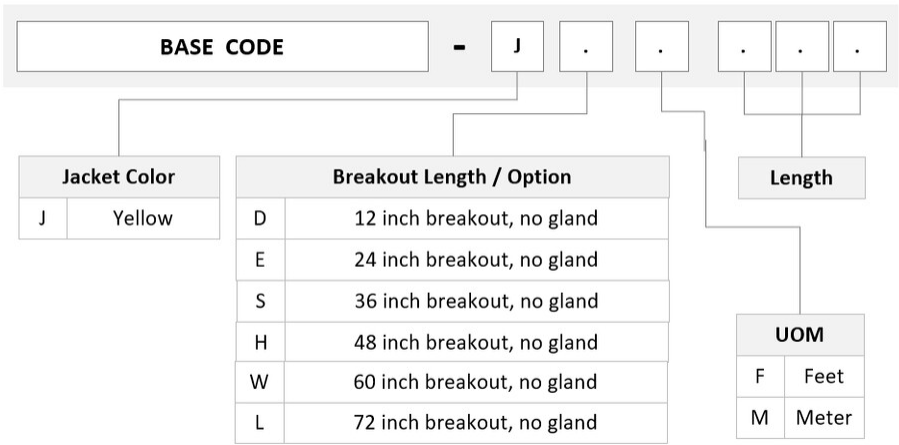 BASE CODE - J . . . . .
Jacket Color
J Yellow
Breakout Length / Option
D 12 inch breakout, no gland
E 24 inch breakout, no gland
S 36 inch breakout, no gland
H 48 inch breakout, no gland
W 60 inch breakout, no gland
L 72 inch breakout, no gland
Length
UOM
F Feet
M Meter